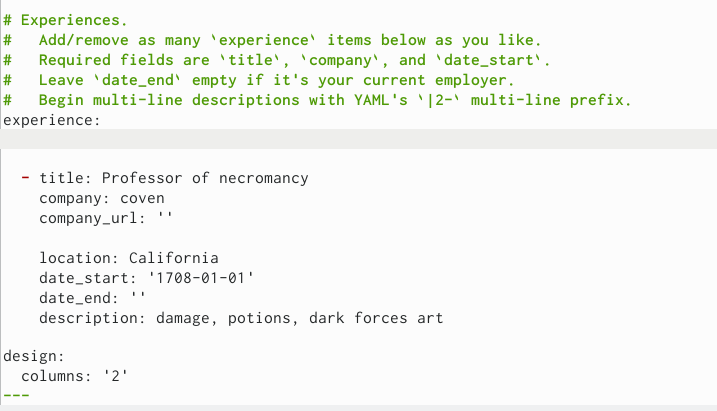 # Experiences.
#   Add/remove as many `experience` items below as you like.
#   Required fields are `title`, `company`, and `date_start`.
#   Leave `date_end` empty if it's your current employer.
#   Begin multi-line descriptions with YAML's `|2-` multi-line prefix.
experience:
  - title: Professor of necromancy
    company: coven
    company_url: ''
    location: California
    date_start: '1708-01-01'
    date_end: ''
    description: damage, potions, dark forces art
design:
  columns: '2'
---